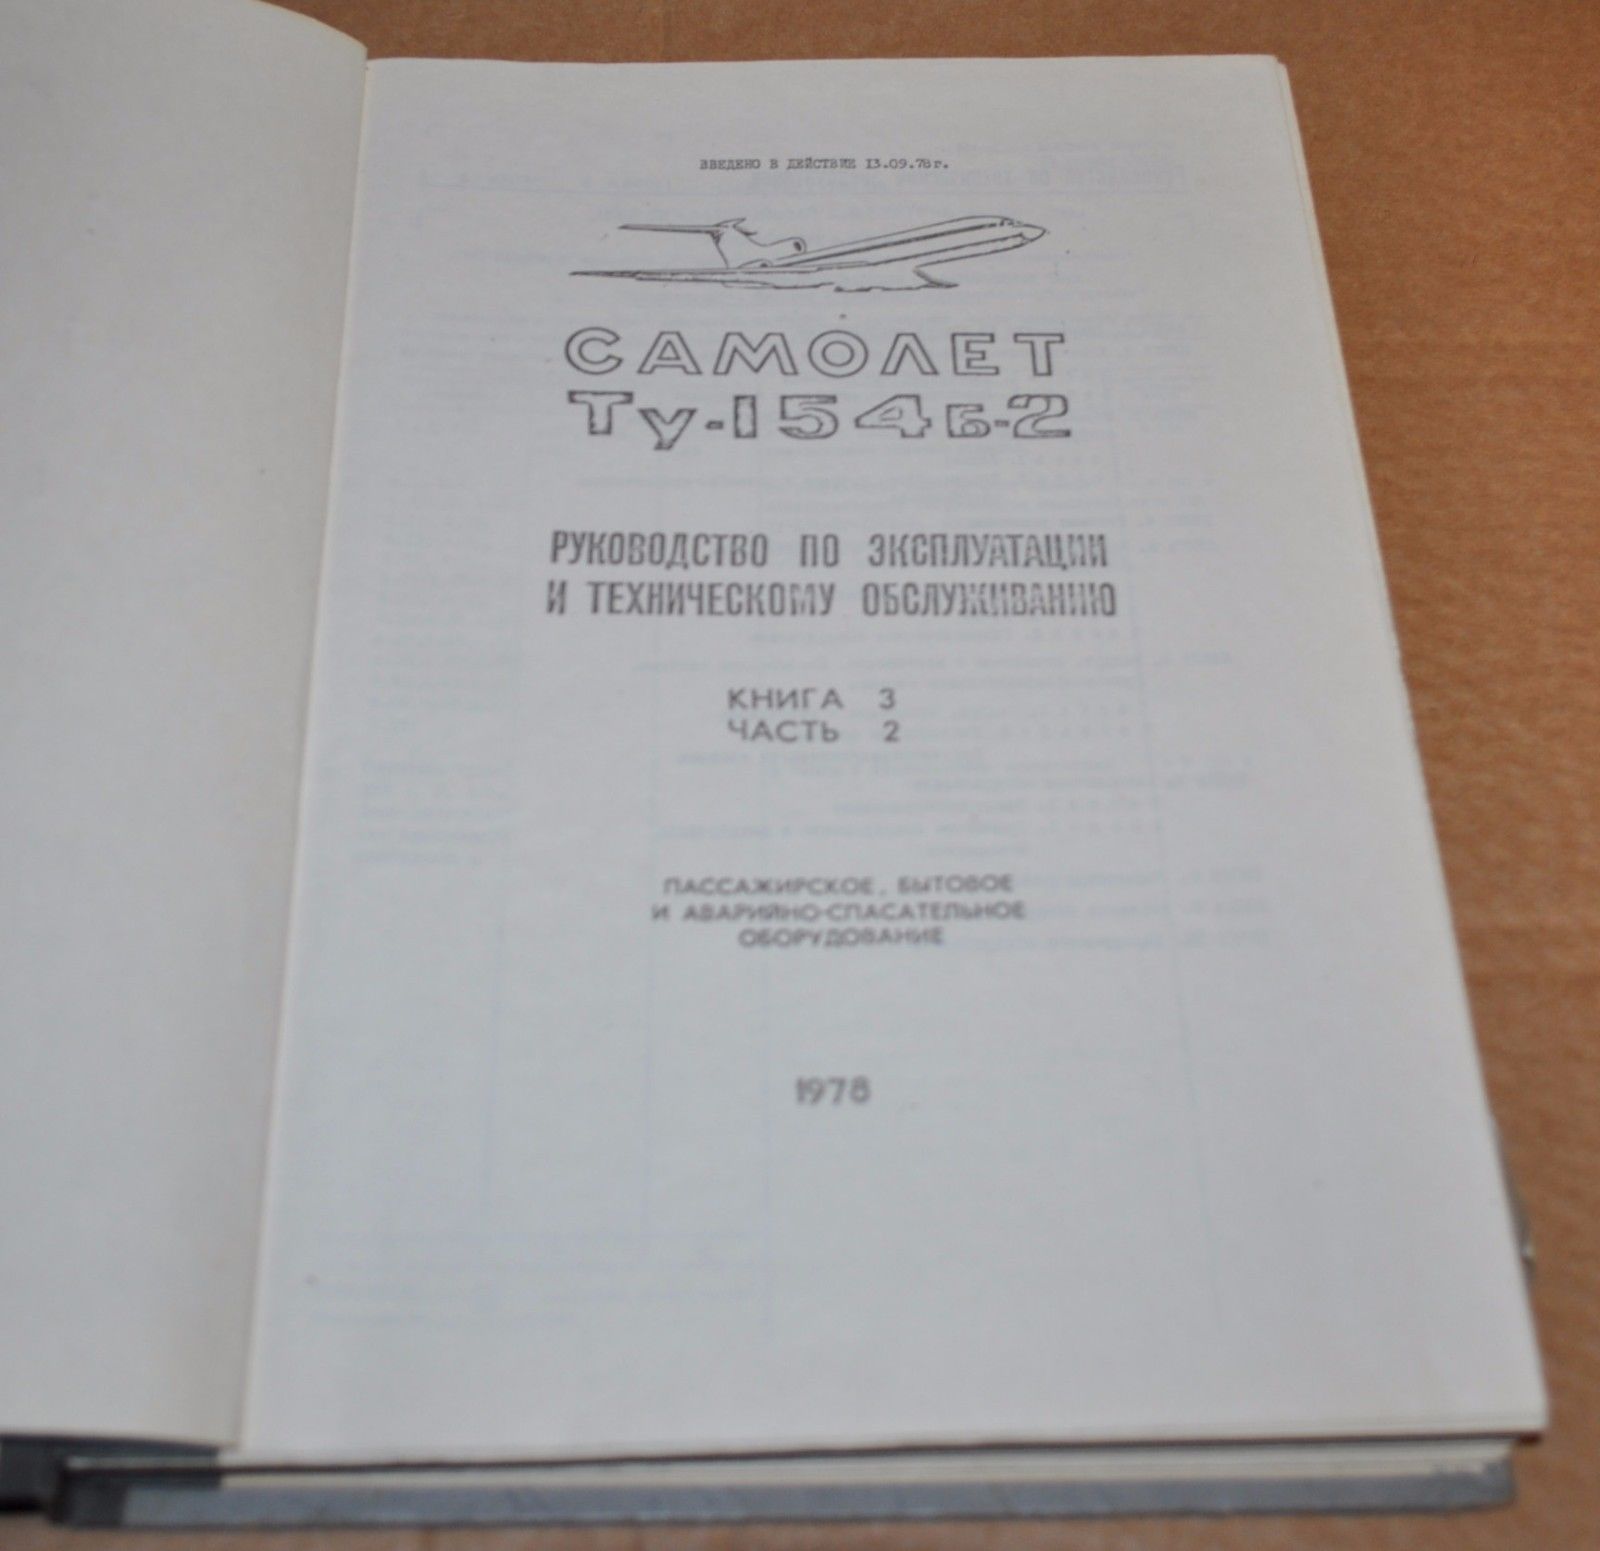 ВВЕДЕНО В ДЕЙСТВИЕ 13.09.78г.
САМОЛЕТ
Ту-154Б-2
РУКОВОДСТВО ПО ЭКСПЛУАТАЦИИ
И ТЕХНИЧЕСКОМУ ОБСЛУЖИВАНИЮ
КНИГА 3
ЧАСТЬ 2
ПАССАЖИРСКОЕ, БЫТОВОЕ
И АВАРИЙНО-СПАСАТЕЛЬНОЕ
ОБОРУДОВАНИЕ
1978